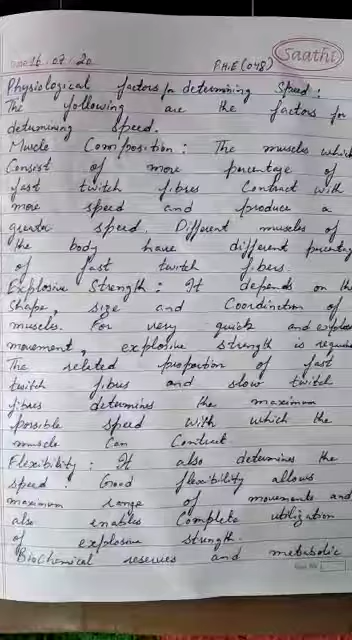 Date 16.07.20 P.H.E (048) Saathi
Physiological factors for determining Speed:
The following are the factors for
determining speed.
Muscle Composition: The muscles which
Consist of more percentage of
fast twitch fibres Contract with
more speed and produce a
greater speed. Different muscles of
the body have different percentage
of fast twitch fibers.
Explosive Strength: It depends on the
Shape, size and Coordination of
muscles. For very quick and explosive
movement, explosive strength is require
The related proportion of fast
twitch fibres and slow twitch
fibres determines the maximum
possible speed with which the
muscle Can Contract
Flexibility: It also determines the
speed. Good flexibility allows
maximum range of movements and
also enables Complete utilization
of explosive strength.
Biochemical reserves and metabolic